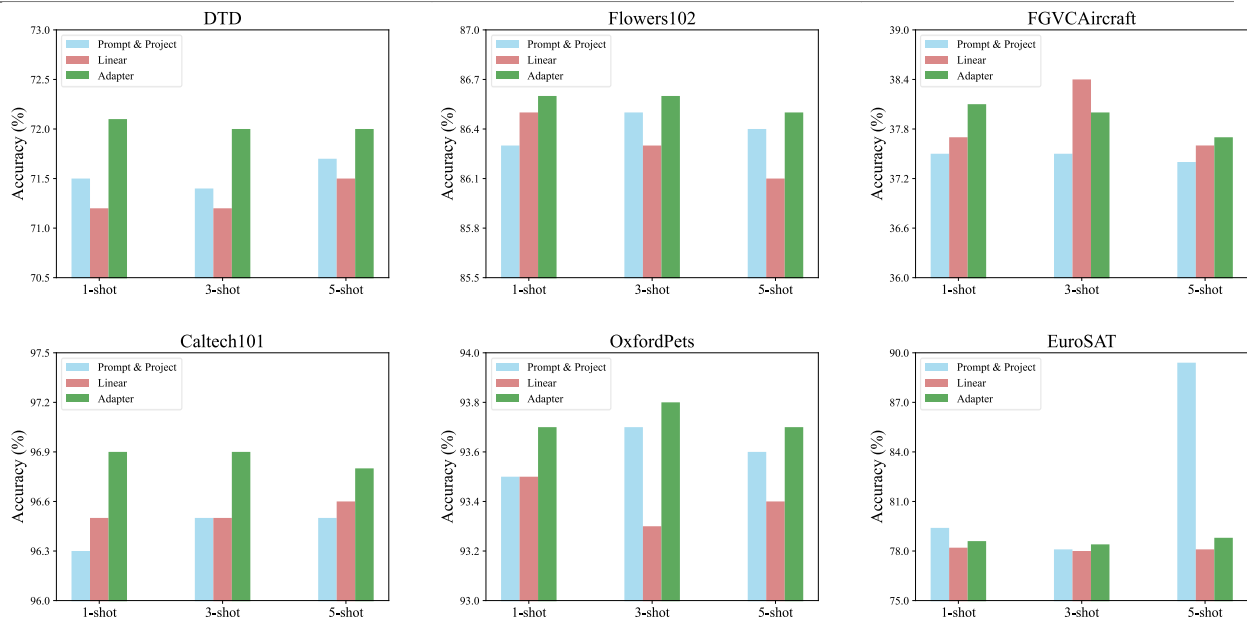 DTD
Accuracy (%)
73.0
72.5
72.0
71.5
71.0
70.5
Prompt & Project
Linear
Adapter
1-shot
3-shot
5-shot
Flowers102
Accuracy (%)
87.0
86.7
86.4
86.1
85.8
85.5
Prompt & Project
Linear
Adapter
1-shot
3-shot
5-shot
FGVCAircraft
Accuracy (%)
39.0
38.4
37.8
37.2
36.6
36.0
Prompt & Project
Linear
Adapter
1-shot
3-shot
5-shot
Caltech101
Accuracy (%)
97.5
97.2
96.9
96.6
96.3
96.0
Prompt & Project
Linear
Adapter
1-shot
3-shot
5-shot
OxfordPets
Accuracy (%)
94.0
93.8
93.6
93.4
93.2
93.0
Prompt & Project
Linear
Adapter
1-shot
3-shot
5-shot
EuroSAT
Accuracy (%)
90.0
87.0
84.0
81.0
78.0
75.0
Prompt & Project
Linear
Adapter
1-shot
3-shot
5-shot